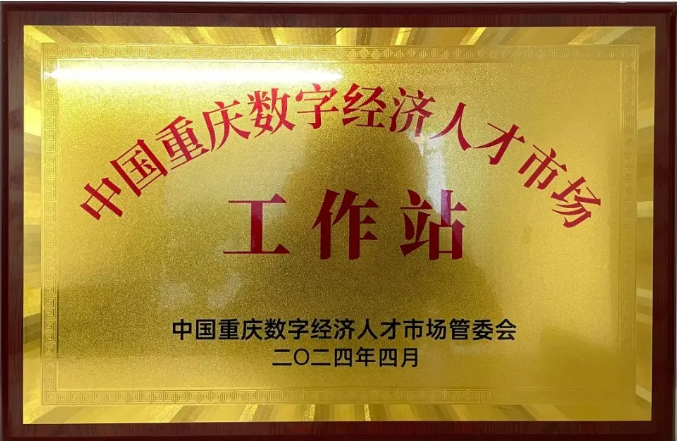 中国重庆数字经济人才市场
工作站
中国重庆数字经济人才市场管委会
二〇二四年四月